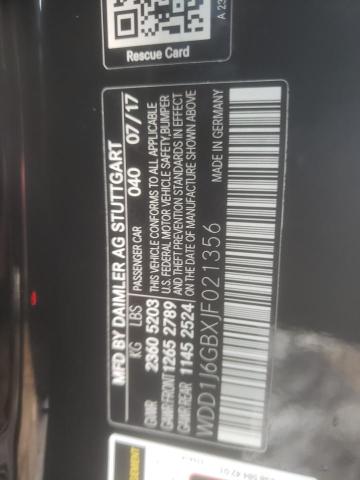 MFD BY DAIMLER AG STUTTGART
KG LBS PASSENGER CAR 040 07/17
GVWR 2360 5203 THIS VEHICLE CONFORMS TO ALL APPLICABLE
GAWR FRONT 1265 2789 U.S. FEDERAL MOTOR VEHICLE SAFETY, BUMPER
GAWR REAR 1145 2524 AND THEFT PREVENTION STANDARDS IN EFFECT
ON THE DATE OF MANUFACTURE SHOWN ABOVE
WDD1J6GBXJF021356 MADE IN GERMANY
Rescue Card
A 23